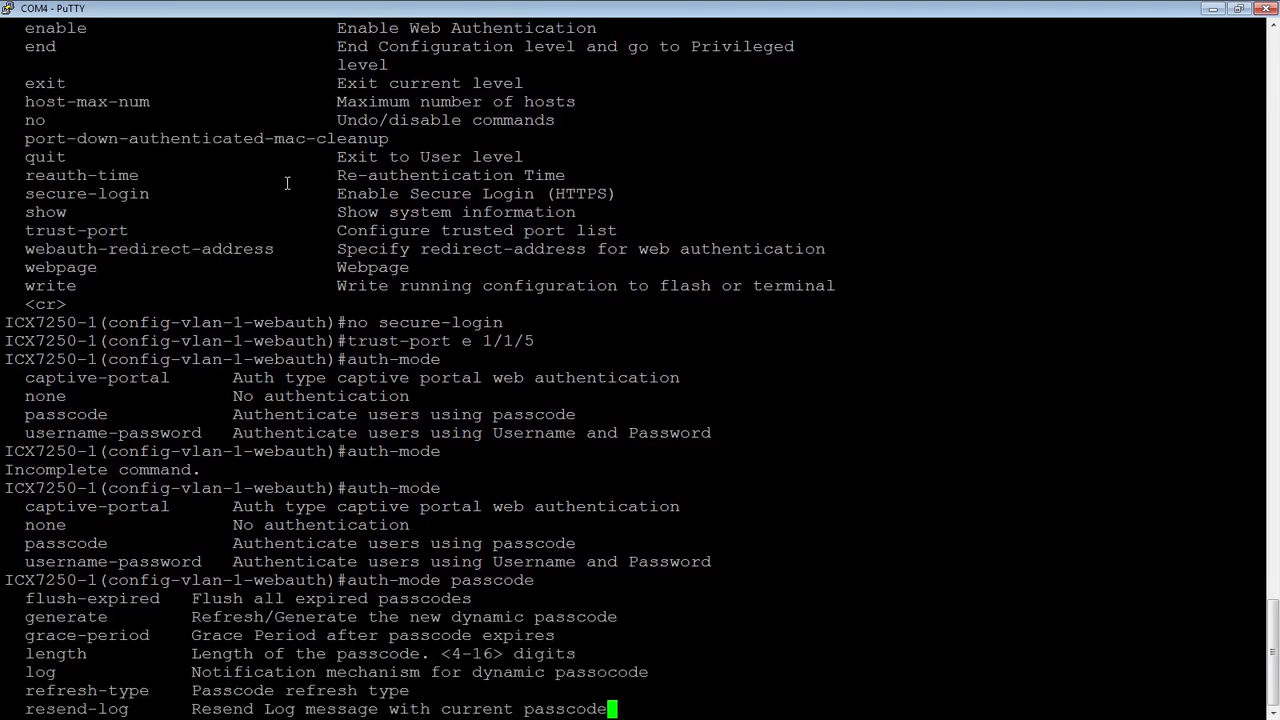 COM4 - PuTTY
enable Enable Web Authentication
end End Configuration level and go to Privileged
level
exit Exit current level
host-max-num Maximum number of hosts
no Undo/disable commands
port-down-authenticated-mac-cleanup
quit Exit to User level
reauth-time Re-authentication Time
secure-login Enable Secure Login (HTTPS)
show Show system information
trust-port Configure trusted port list
webauth-redirect-address Specify redirect-address for web authentication
webpage Webpage
write Write running configuration to flash or terminal
<cr>
ICX7250-1(config-vlan-1-webauth)#no secure-login
ICX7250-1(config-vlan-1-webauth)#trust-port e 1/1/5
ICX7250-1(config-vlan-1-webauth)#auth-mode
captive-portal Auth type captive portal web authentication
none No authentication
passcode Authenticate users using passcode
username-password Authenticate users using Username and Password
ICX7250-1(config-vlan-1-webauth)#auth-mode
Incomplete command.
ICX7250-1(config-vlan-1-webauth)#auth-mode
captive-portal Auth type captive portal web authentication
none No authentication
passcode Authenticate users using passcode
username-password Authenticate users using Username and Password
ICX7250-1(config-vlan-1-webauth)#auth-mode passcode
flush-expired Flush all expired passcodes
generate Refresh/Generate the new dynamic passcode
grace-period Grace Period after passcode expires
length Length of the passcode. <4-16> digits
log Notification mechanism for dynamic passocode
refresh-type Passcode refresh type
resend-log Resend Log message with current passcode